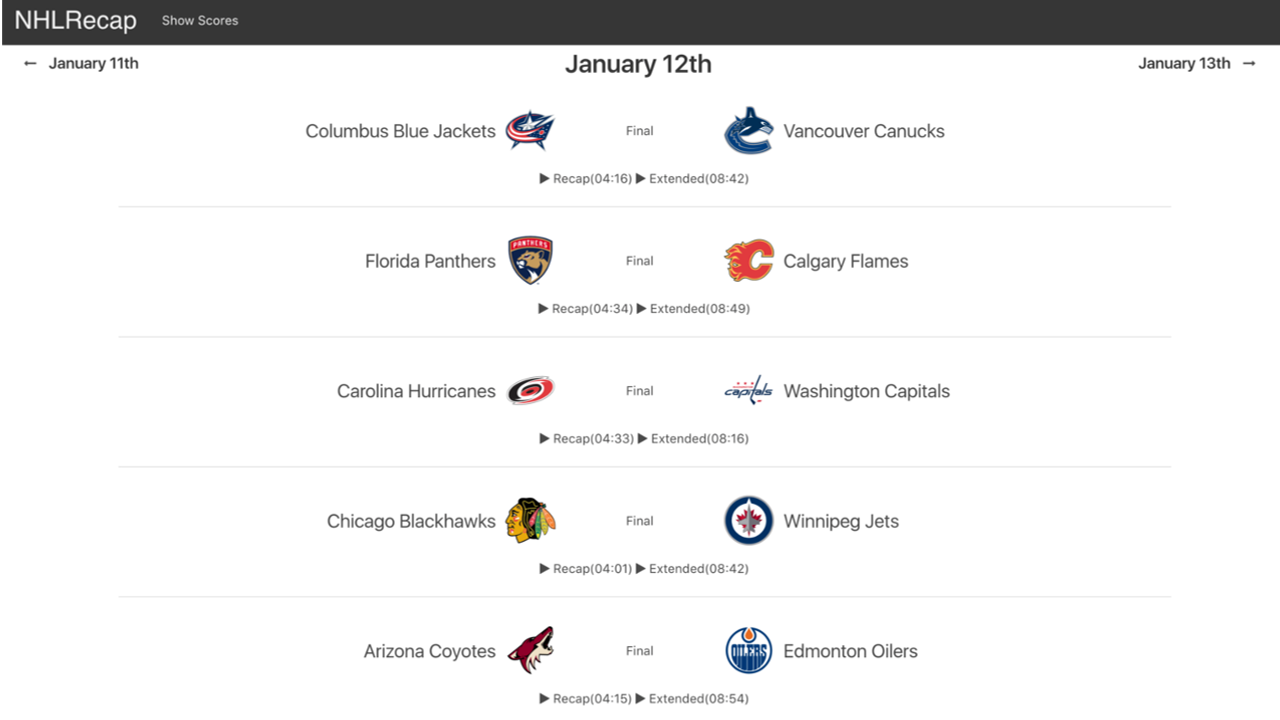 NHLRecap Show Scores
← January 11th January 12th January 13th →
Columbus Blue Jackets Final Vancouver Canucks
▶ Recap(04:16) ▶ Extended(08:42)
PANTHERS
Florida Panthers Final Calgary Flames
▶ Recap(04:34) ▶ Extended(08:49)
Carolina Hurricanes Final capitals Washington Capitals
▶ Recap(04:33) ▶ Extended(08:16)
Chicago Blackhawks Final Winnipeg Jets
▶ Recap(04:01) ▶ Extended(08:42)
Arizona Coyotes Final OILERS Edmonton Oilers
▶ Recap(04:15) ▶ Extended(08:54)